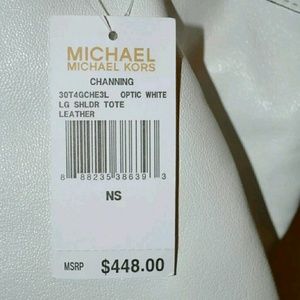 MICHAEL
MICHAEL KORS
CHANNING
30T4GCHE3L OPTIC WHITE
LG SHLDR TOTE
LEATHER
8 88235 38639 3
NS
MSRP $448.00